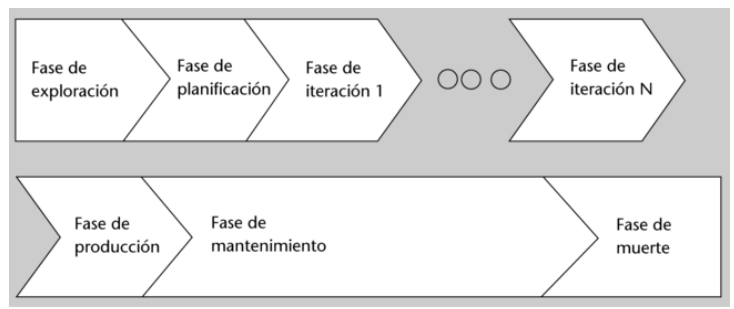 Fase de
exploración
Fase de
planificación
Fase de
iteración 1
Fase de
iteración N
Fase de
producción
Fase de
mantenimiento
Fase de
muerte